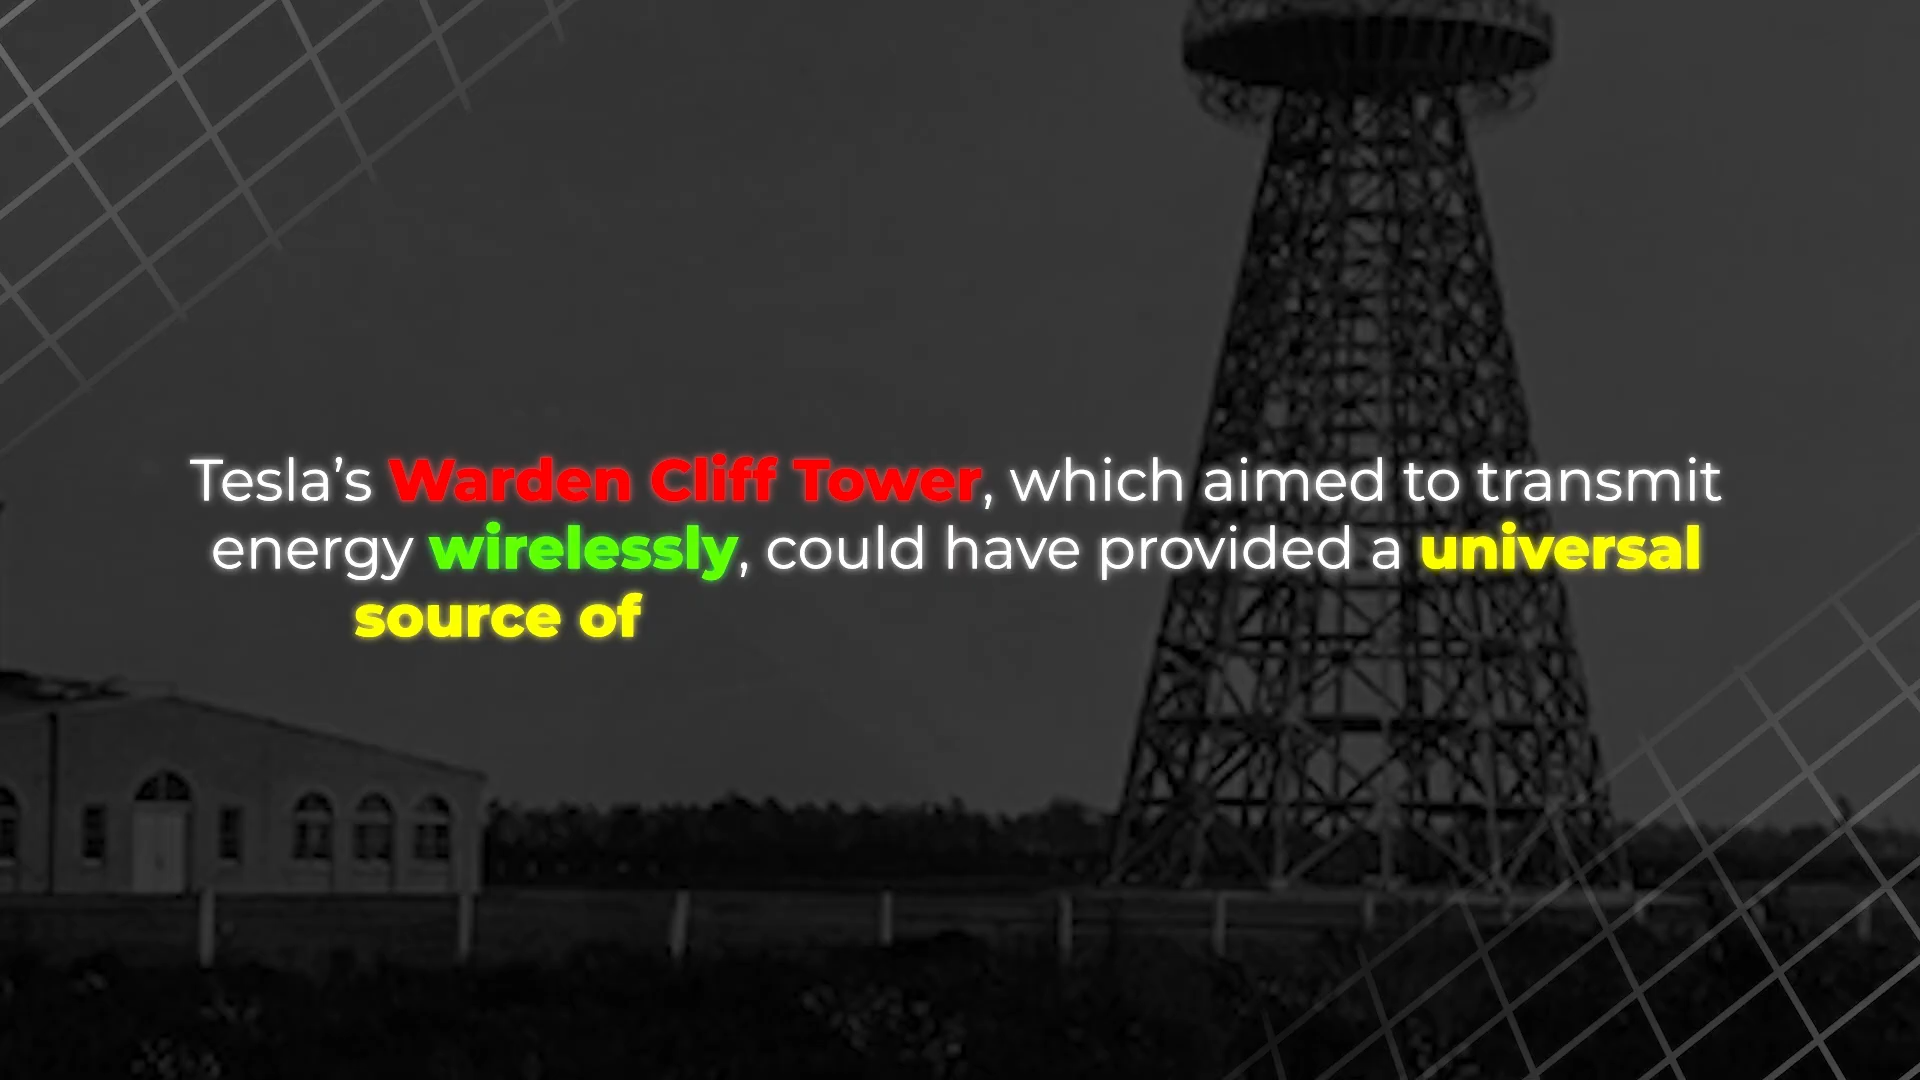 Tesla’s Warden Cliff Tower, which aimed to transmit
energy wirelessly, could have provided a universal
source of